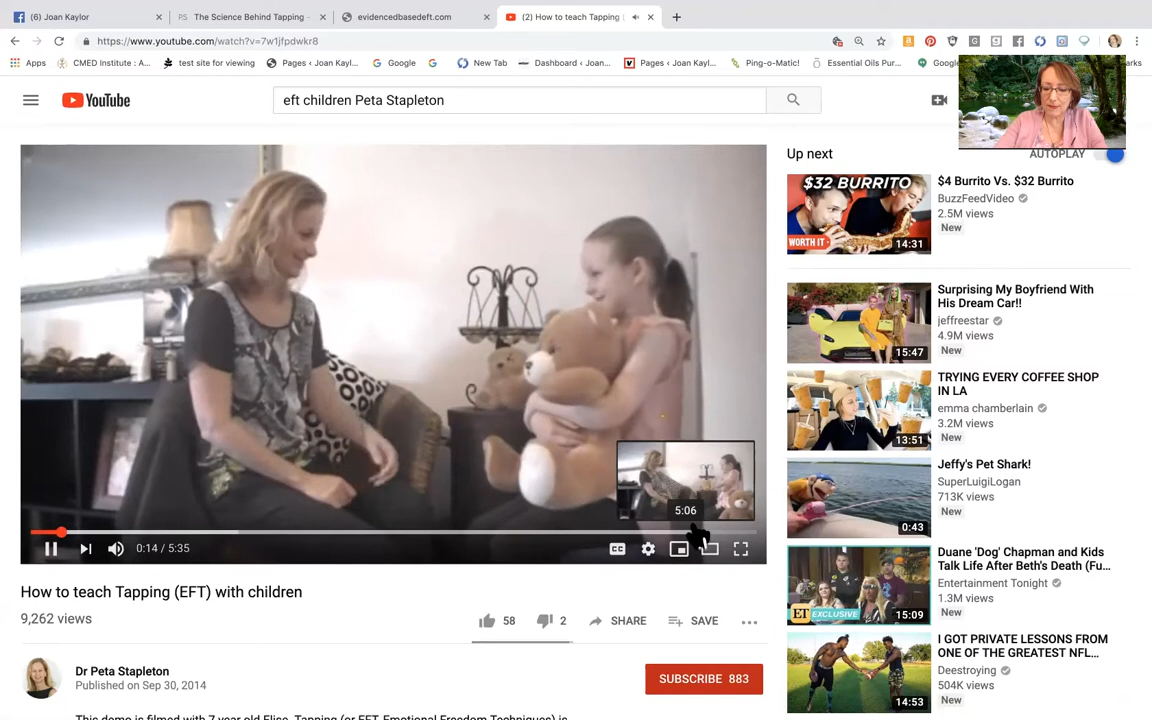 (6) Joan Kaylor
The Science Behind Tapping -
evidencedbasedeft.com
(2) How to teach Tapping (
https://www.youtube.com/watch?v=7w1jfpdwkr8
Apps
CMED Institute : A...
test site for viewing
Pages ‹ Joan Kayl...
Google
New Tab
Dashboard ‹ Joan...
Pages ‹ Joan Kayl...
Ping-o-Matic!
Essential Oils Pur...
YouTube
eft children Peta Stapleton
5:06
0:14 / 5:35
CC
How to teach Tapping (EFT) with children
9,262 views
58
2
SHARE
SAVE
Dr Peta Stapleton
Published on Sep 30, 2014
SUBSCRIBE 883
Up next
AUTOPLAY
$32 BURRITO
WORTH IT
14:31
$4 Burrito Vs. $32 Burrito
BuzzFeedVideo
2.5M views
New
15:47
Surprising My Boyfriend With
His Dream Car!!
jeffreestar
4.9M views
New
13:51
TRYING EVERY COFFEE SHOP
IN LA
emma chamberlain
3.2M views
New
0:43
Jeffy's Pet Shark!
SuperLuigiLogan
713K views
New
ET EXCLUSIVE
15:09
Duane 'Dog' Chapman and Kids
Talk Life After Beth's Death (Fu...
Entertainment Tonight
1.3M views
New
14:53
I GOT PRIVATE LESSONS FROM
ONE OF THE GREATEST NFL...
Deestroying
504K views
New